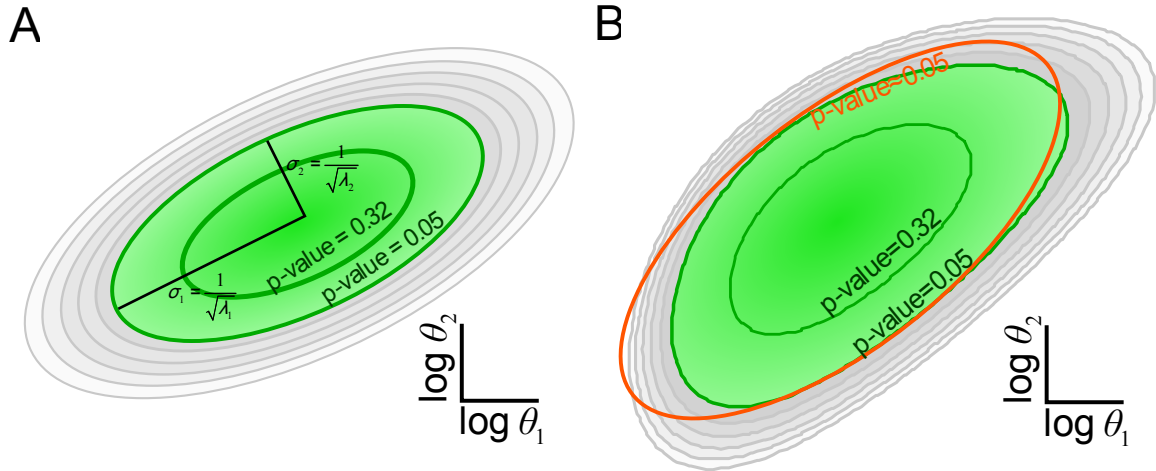 A
σ₂ = 1/√λ₂
p-value = 0.32
p-value = 0.05
σ₁ = 1/√λ₁
log θ₂
log θ₁
B
p-value≈0.05
p-value=0.32
p-value=0.05
log θ₂
log θ₁